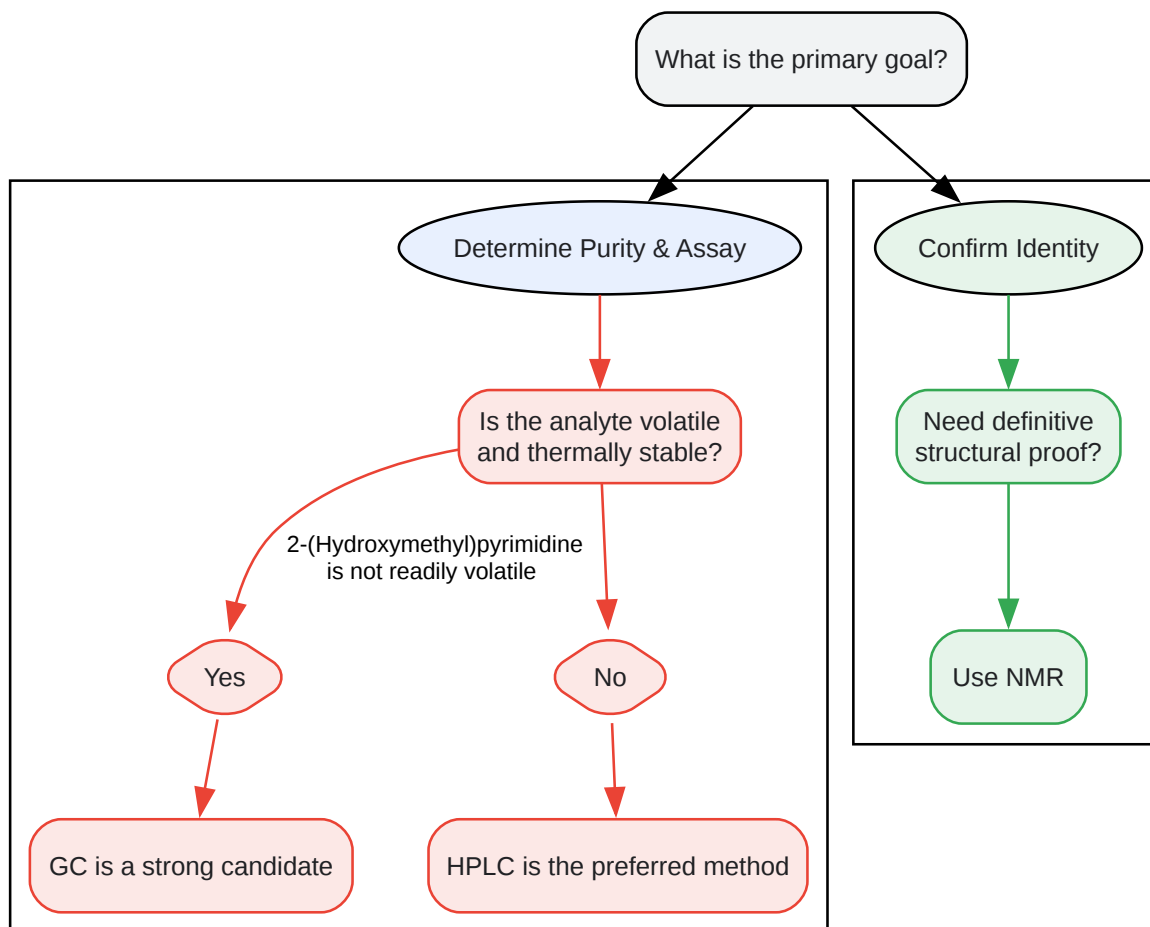 What is the primary goal?
Determine Purity & Assay
Confirm Identity
Is the analyte volatile
and thermally stable?
Need definitive
structural proof?
2-(Hydroxymethyl)pyrimidine
is not readily volatile
Yes
No
Use NMR
GC is a strong candidate
HPLC is the preferred method